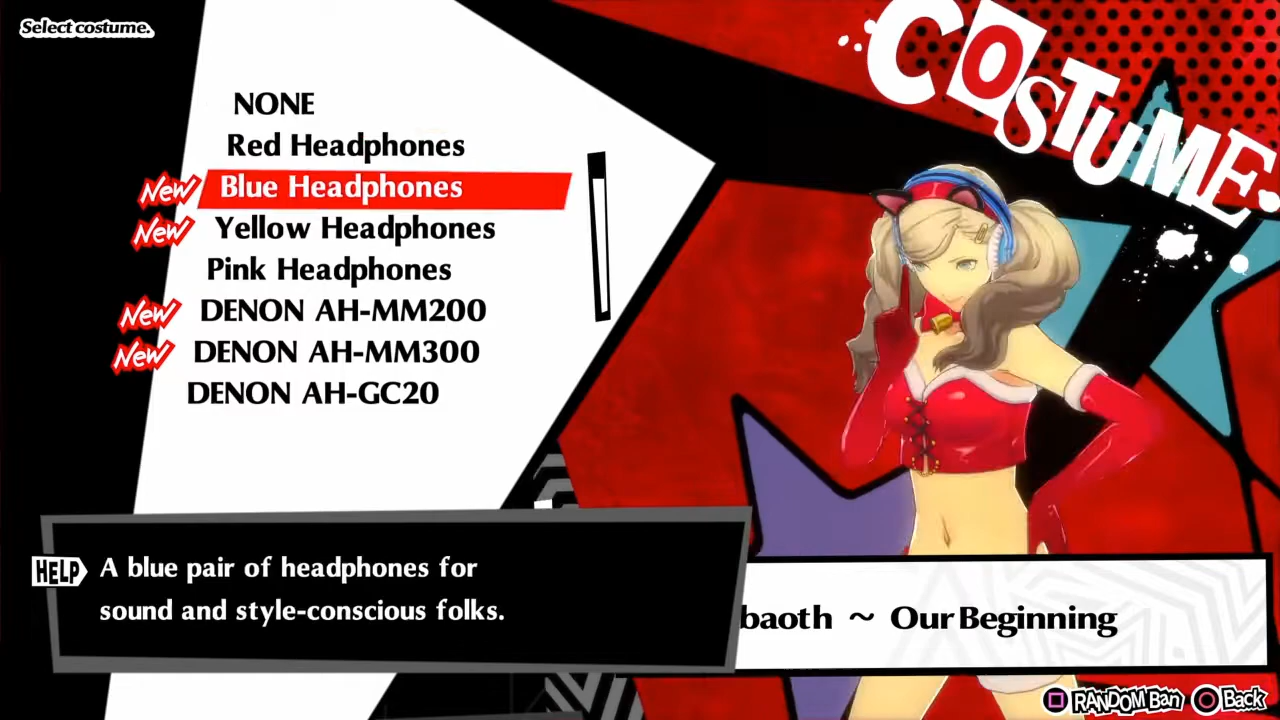 Select costume.
COSTUME
NONE
Red Headphones
New Blue Headphones
New Yellow Headphones
Pink Headphones
New DENON AH-MM200
New DENON AH-MM300
DENON AH-GC20
HELP A blue pair of headphones for
sound and style-conscious folks.
baoth ~ Our Beginning
RANDOM Ban Back